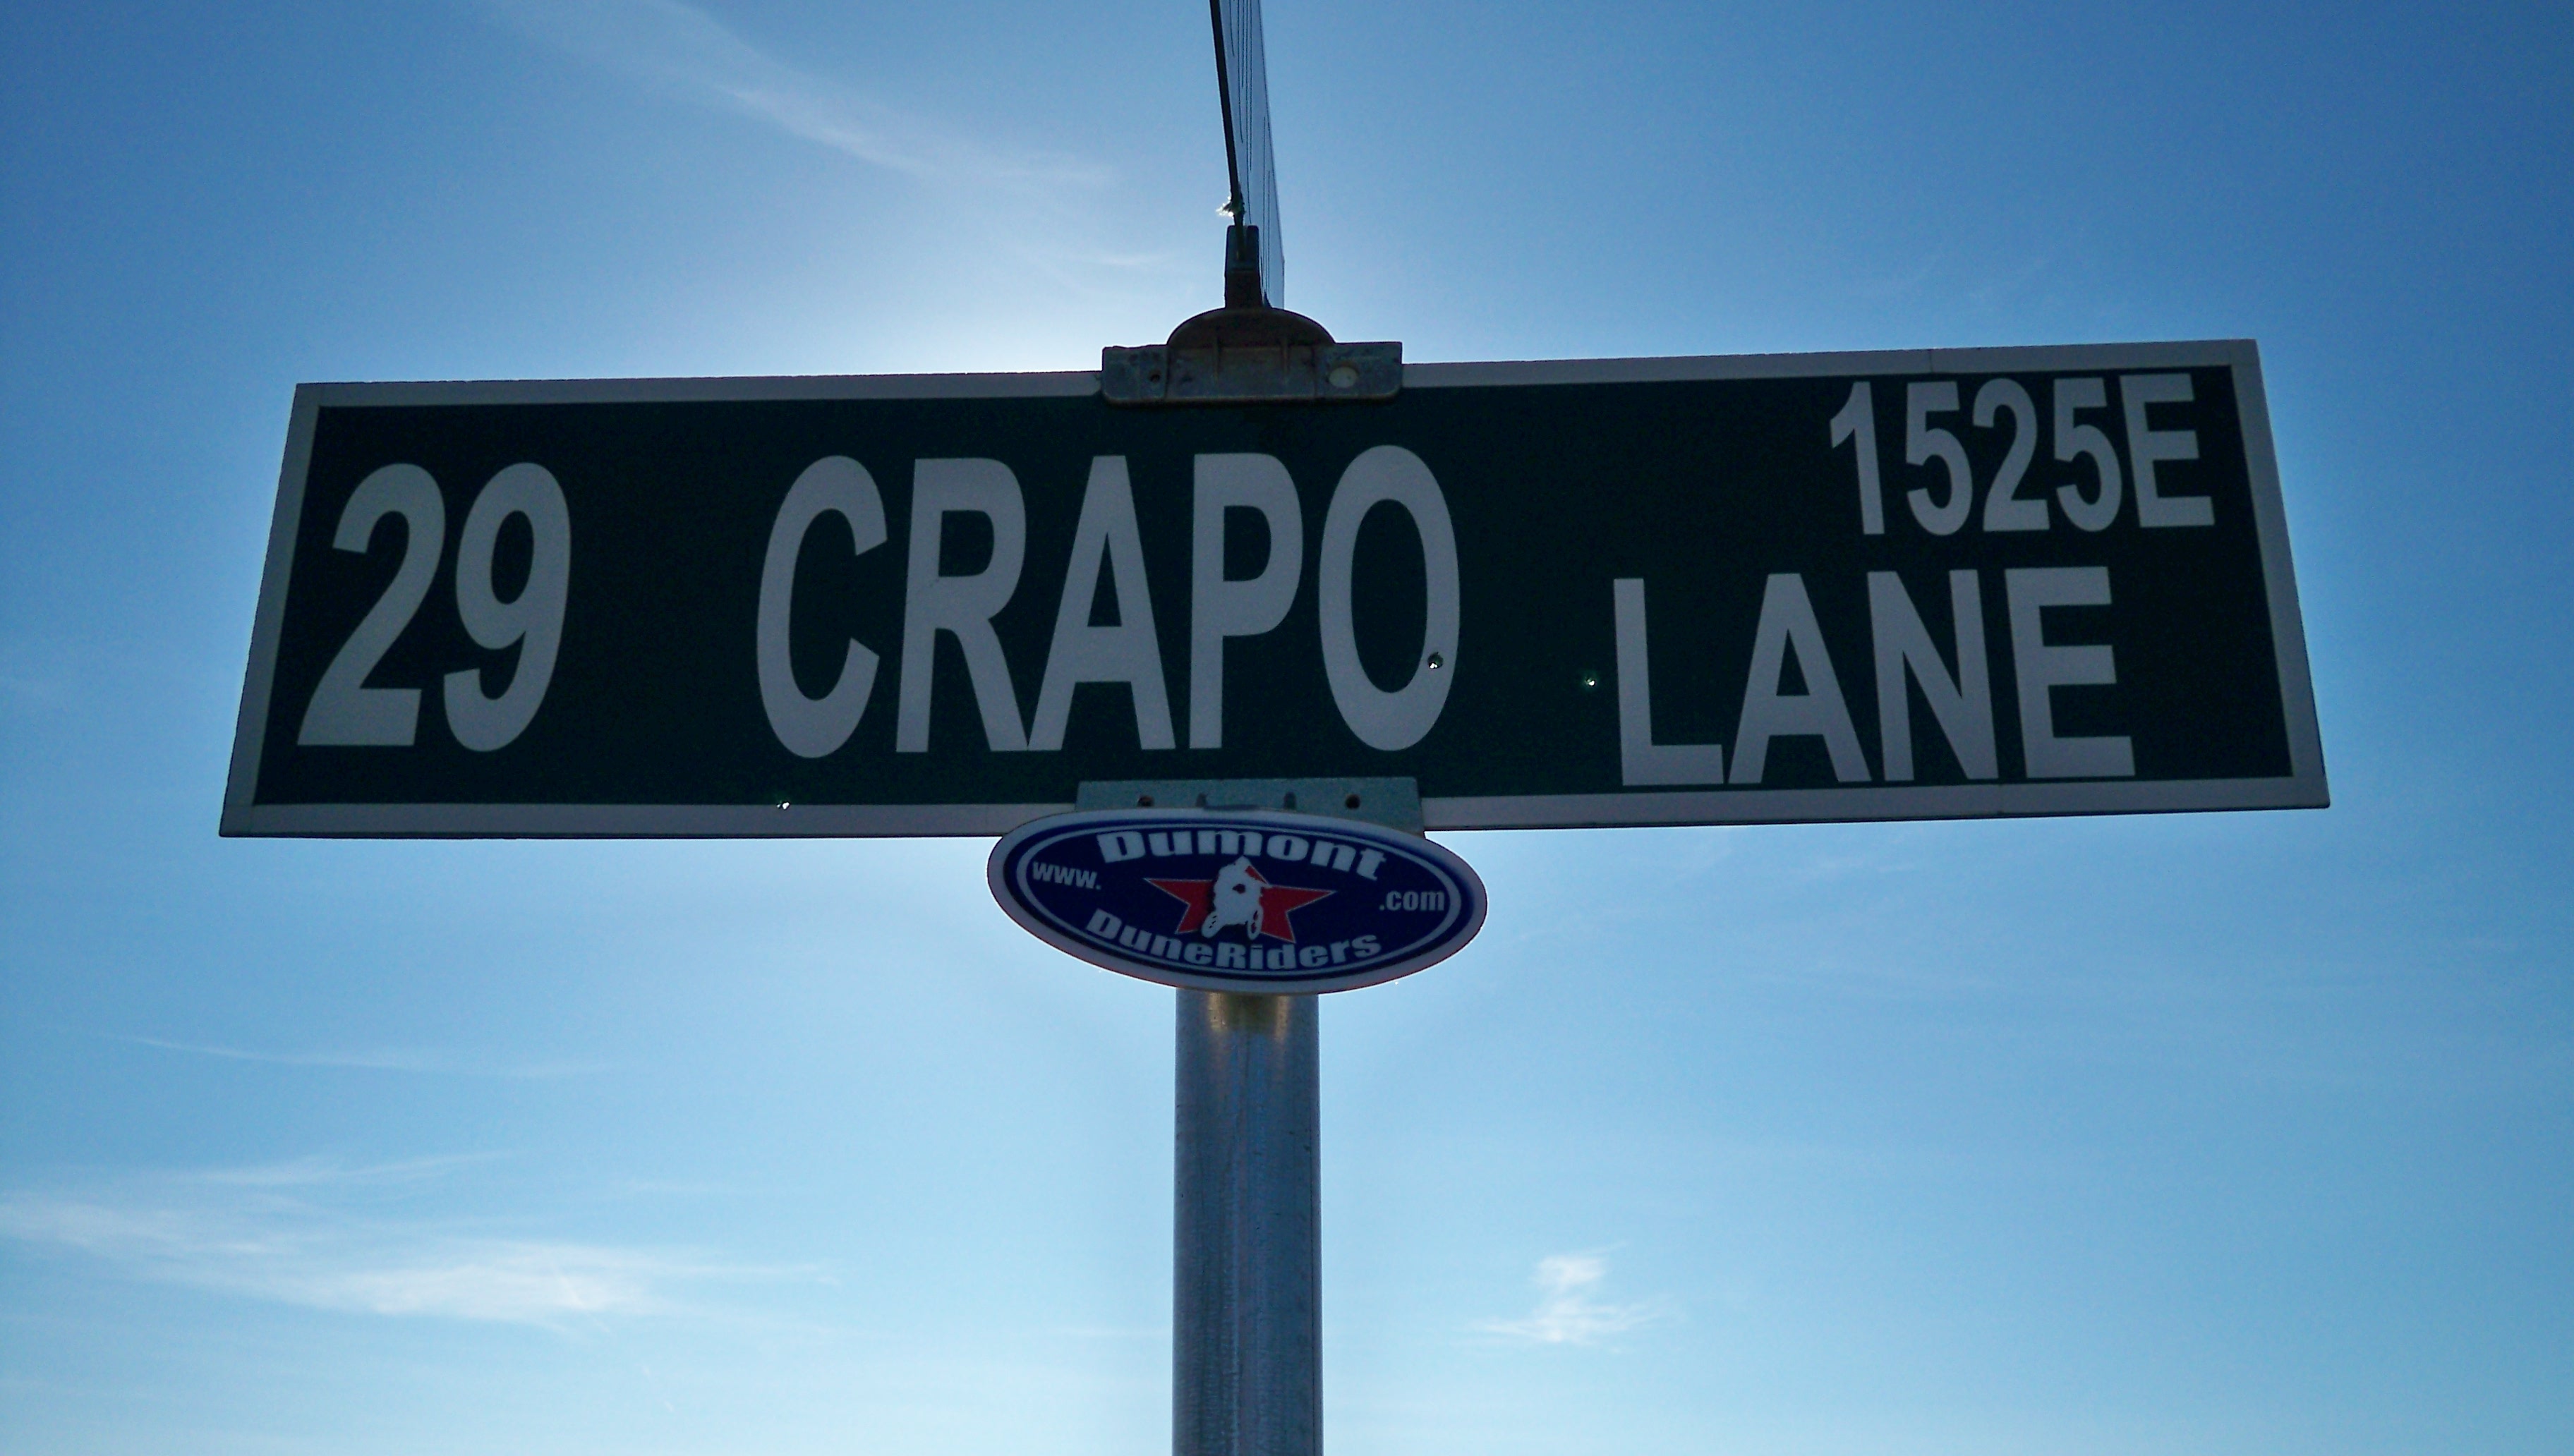 1525E
29 CRAPO LANE
Dumont
www. .com
DuneRiders